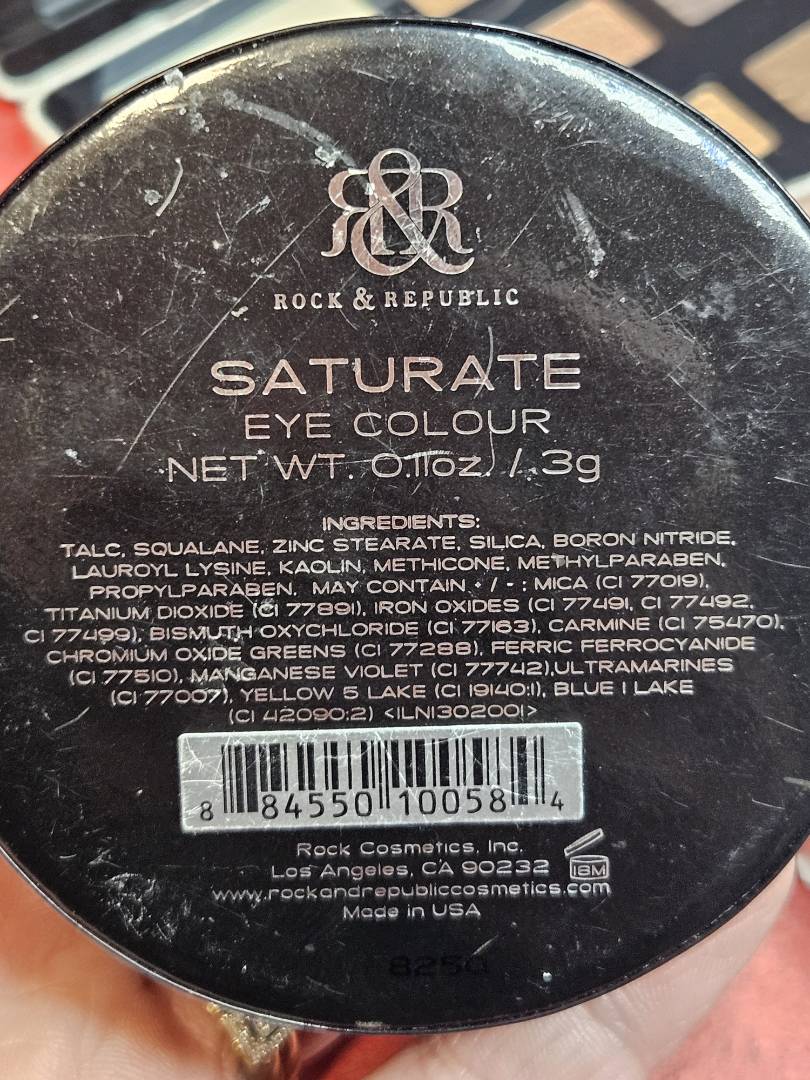 R&R
ROCK & REPUBLIC
SATURATE
EYE COLOUR
NET WT. 0.11oz. / .3g
INGREDIENTS:
TALC, SQUALANE, ZINC STEARATE, SILICA, BORON NITRIDE,
LAUROYL LYSINE, KAOLIN, METHICONE, METHYLPARABEN,
PROPYLPARABEN. MAY CONTAIN + / - : MICA (CI 77019),
TITANIUM DIOXIDE (CI 77891), IRON OXIDES (CI 77491, CI 77492,
CI 77499), BISMUTH OXYCHLORIDE (CI 77163), CARMINE (CI 75470),
CHROMIUM OXIDE GREENS (CI 77288), FERRIC FERROCYANIDE
(CI 77510), MANGANESE VIOLET (CI 77742),ULTRAMARINES
(CI 77007), YELLOW 5 LAKE (CI 19140:1), BLUE 1 LAKE
(CI 42090:2) <ILN1302001>
8 84550 10058 4
Rock Cosmetics, Inc.
Los Angeles, CA 90232
18M
www.rockandrepubliccosmetics.com
Made in USA